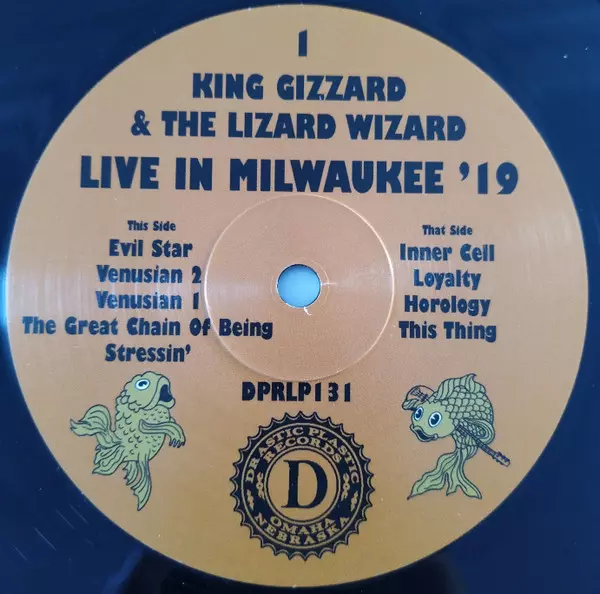 1
KING GIZZARD
& THE LIZARD WIZARD
LIVE IN MILWAUKEE '19
This Side
Evil Star
Venusian 2
Venusian 1
The Great Chain Of Being
Stressin'
That Side
Inner Cell
Loyalty
Horology
This Thing
DPRLP131
DRASTIC PLASTIC
RECORDS
D
OMAHA
NEBRASKA